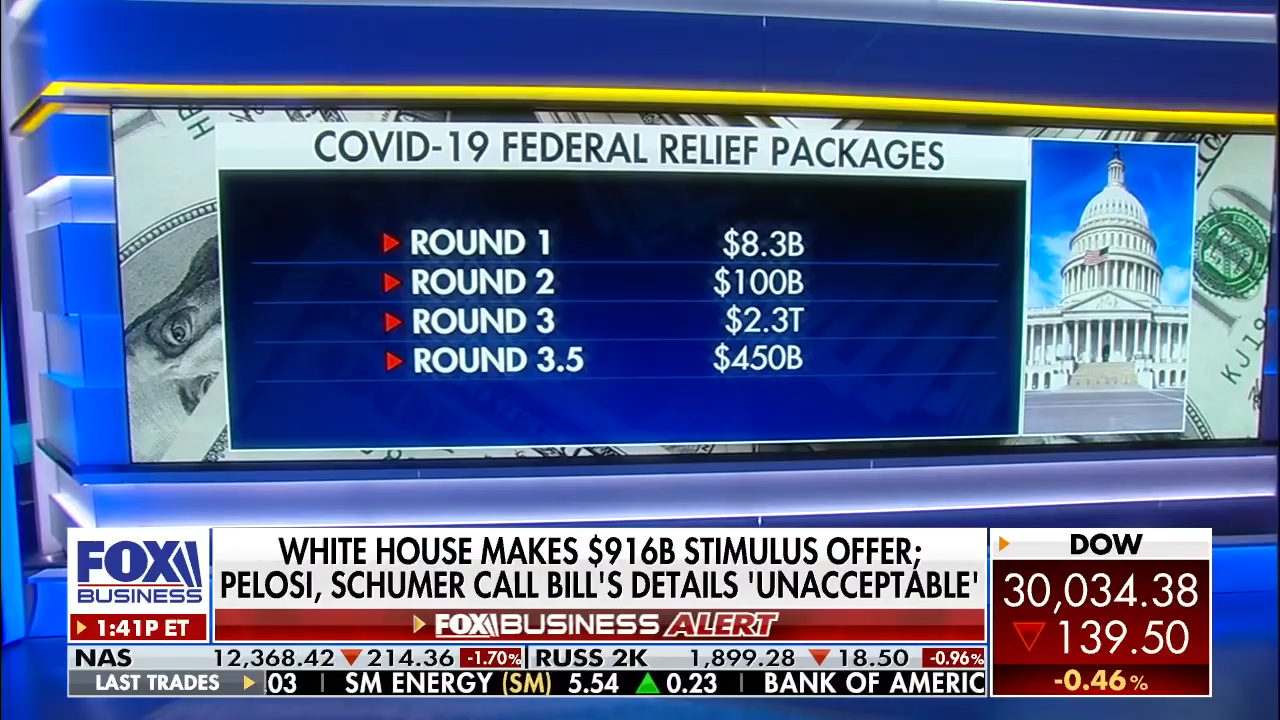 COVID-19 FEDERAL RELIEF PACKAGES
ROUND 1 $8.3B
ROUND 2 $100B
ROUND 3 $2.3T
ROUND 3.5 $450B
KJ19
FOX
BUSINESS
1:41P ET
WHITE HOUSE MAKES $916B STIMULUS OFFER;
PELOSI, SCHUMER CALL BILL'S DETAILS 'UNACCEPTABLE'
FOX BUSINESS ALERT
DOW
30,034.38
139.50
-0.46%
NAS 12,368.42 214.36 -1.70% RUSS 2K 1,899.28 18.50 -0.96%
LAST TRADES .03 SM ENERGY (SM) 5.54 0.23 BANK OF AMERIC